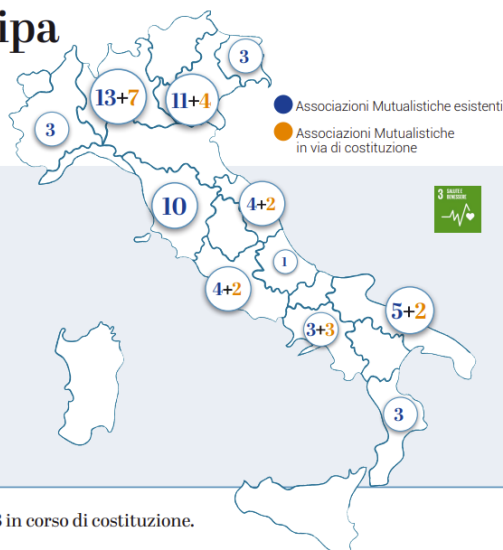 ipa
3
13+7
11+4
Associazioni Mutualistiche esistenti
Associazioni Mutualistiche
in via di costituzione
3
3 SALUTE E
BENESSERE
10
4+2
1
4+2
5+2
3+3
3
in corso di costituzione.